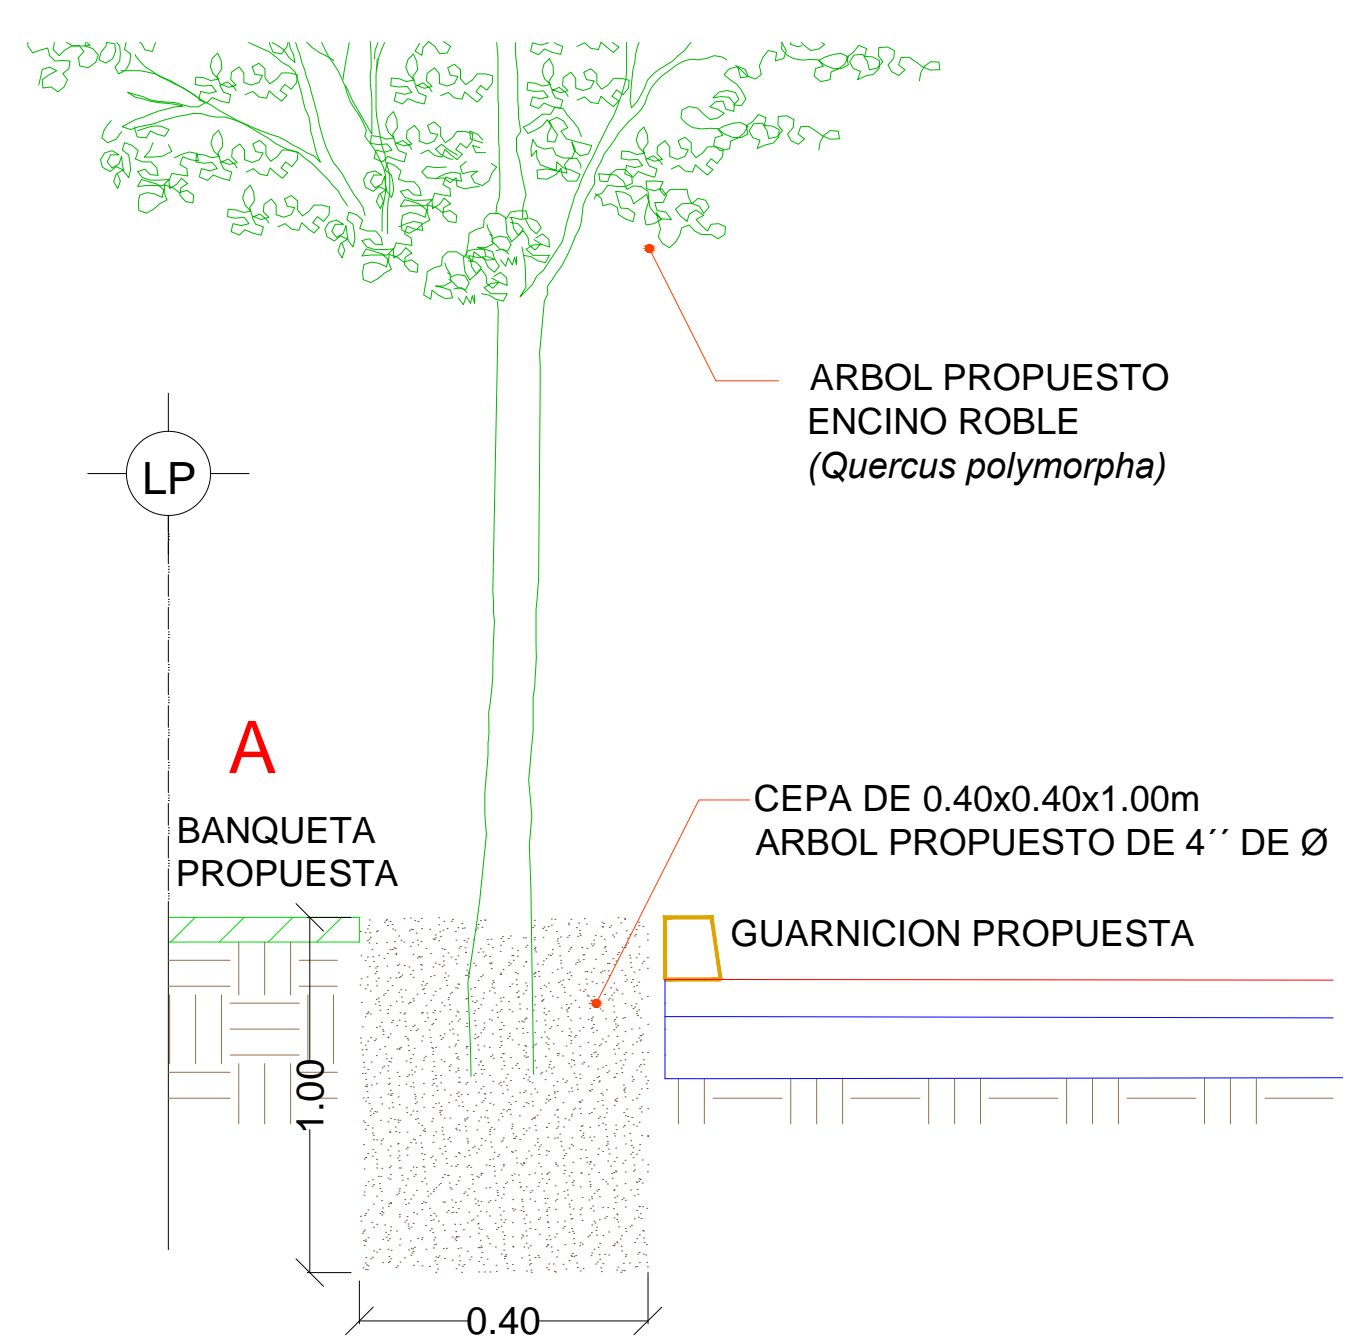 ARBOL PROPUESTO
ENCINO ROBLE
(Quercus polymorpha)
LP
A
BANQUETA
PROPUESTA
CEPA DE 0.40x0.40x1.00m
ARBOL PROPUESTO DE 4´´ DE Ø
GUARNICION PROPUESTA
1.00
0.40